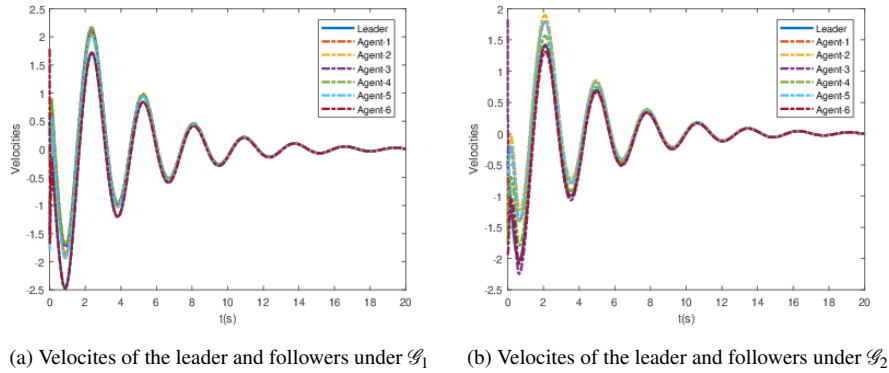 2.5
2
1.5
1
0.5
0
-0.5
-1
-1.5
-2
-2.5
0 2 4 6 8 10 12 14 16 18 20
Velocities
t(s)
Leader
Agent-1
Agent-2
Agent-3
Agent-4
Agent-5
Agent-6
2
1.5
1
0.5
0
-0.5
-1
-1.5
-2
-2.5
0 2 4 6 8 10 12 14 16 18 20
Velocities
t(s)
Leader
Agent-1
Agent-2
Agent-3
Agent-4
Agent-5
Agent-6
(a) Velocites of the leader and followers under 𝒢1
(b) Velocites of the leader and followers under 𝒢2